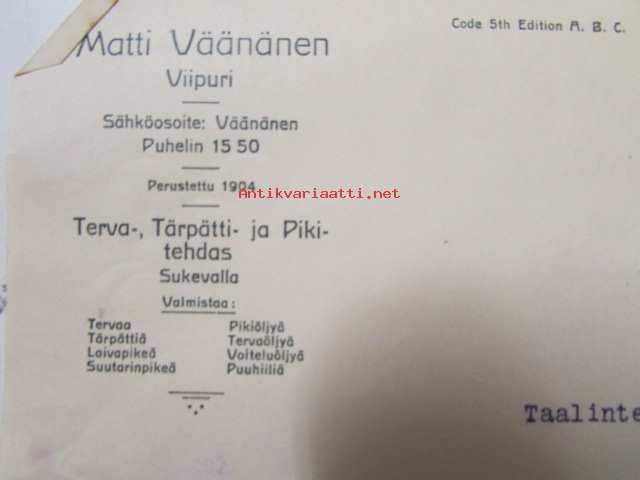 Code 5th Edition A. B. C.
Matti Väänänen
Viipuri
Sähköosoite: Väänänen
Puhelin 15 50
Perustettu 1904
Antikvariaatti.net
Terva-, Tärpätti- ja Piki-
tehdas
Sukevalla
Valmistaa:
Tervaa Pikiöljyä
Tärpättiä Tervaöljyä
Laivapikeä Voiteluöljyä
Suutarinpikeä Puuhiiliä
Taalinte